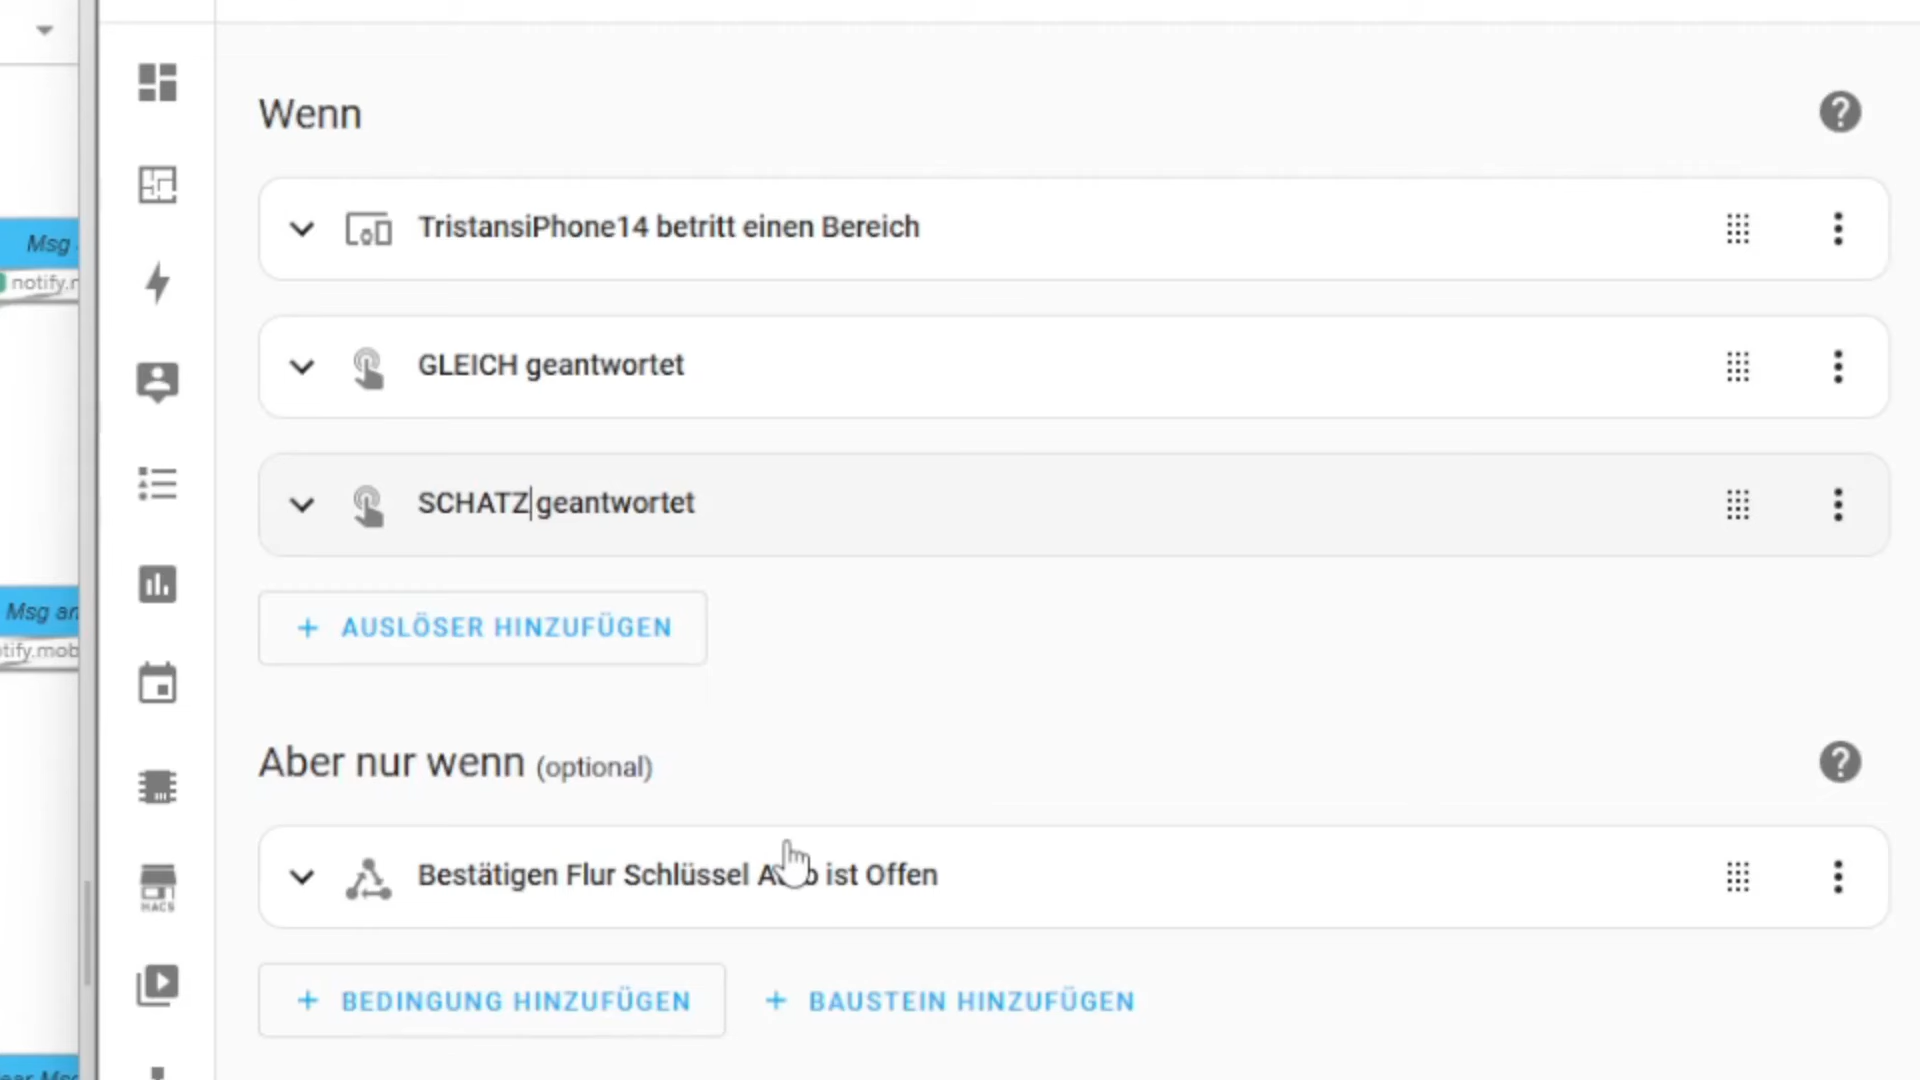 Wenn
TristansiPhone14 betritt einen Bereich
Msg
notify.
GLEICH geantwortet
SCHATZ geantwortet
Msg an
tify.mob
+ AUSLÖSER HINZUFÜGEN
Aber nur wenn (optional)
Bestätigen Flur Schlüssel ist Offen
HACS
+ BEDINGUNG HINZUFÜGEN + BAUSTEIN HINZUFÜGEN